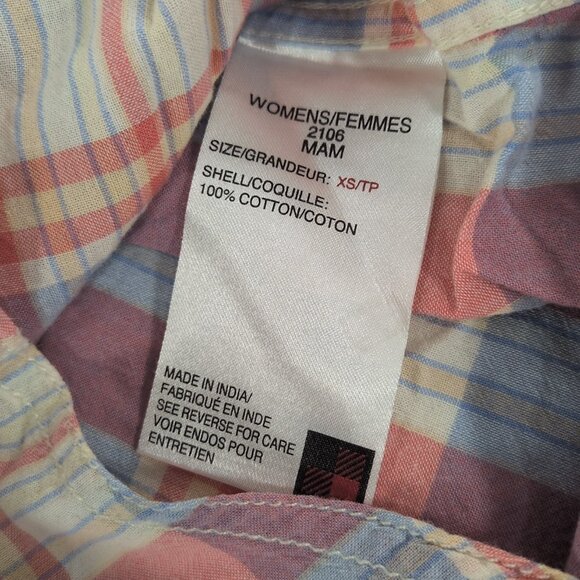 WOMENS/FEMMES
2106
MAM
SIZE/GRANDEUR: XS/TP
SHELL/COQUILLE:
100% COTTON/COTON
MADE IN INDIA/
FABRIQUÉ EN INDE
SEE REVERSE FOR CARE
VOIR ENDOS POUR
ENTRETIEN